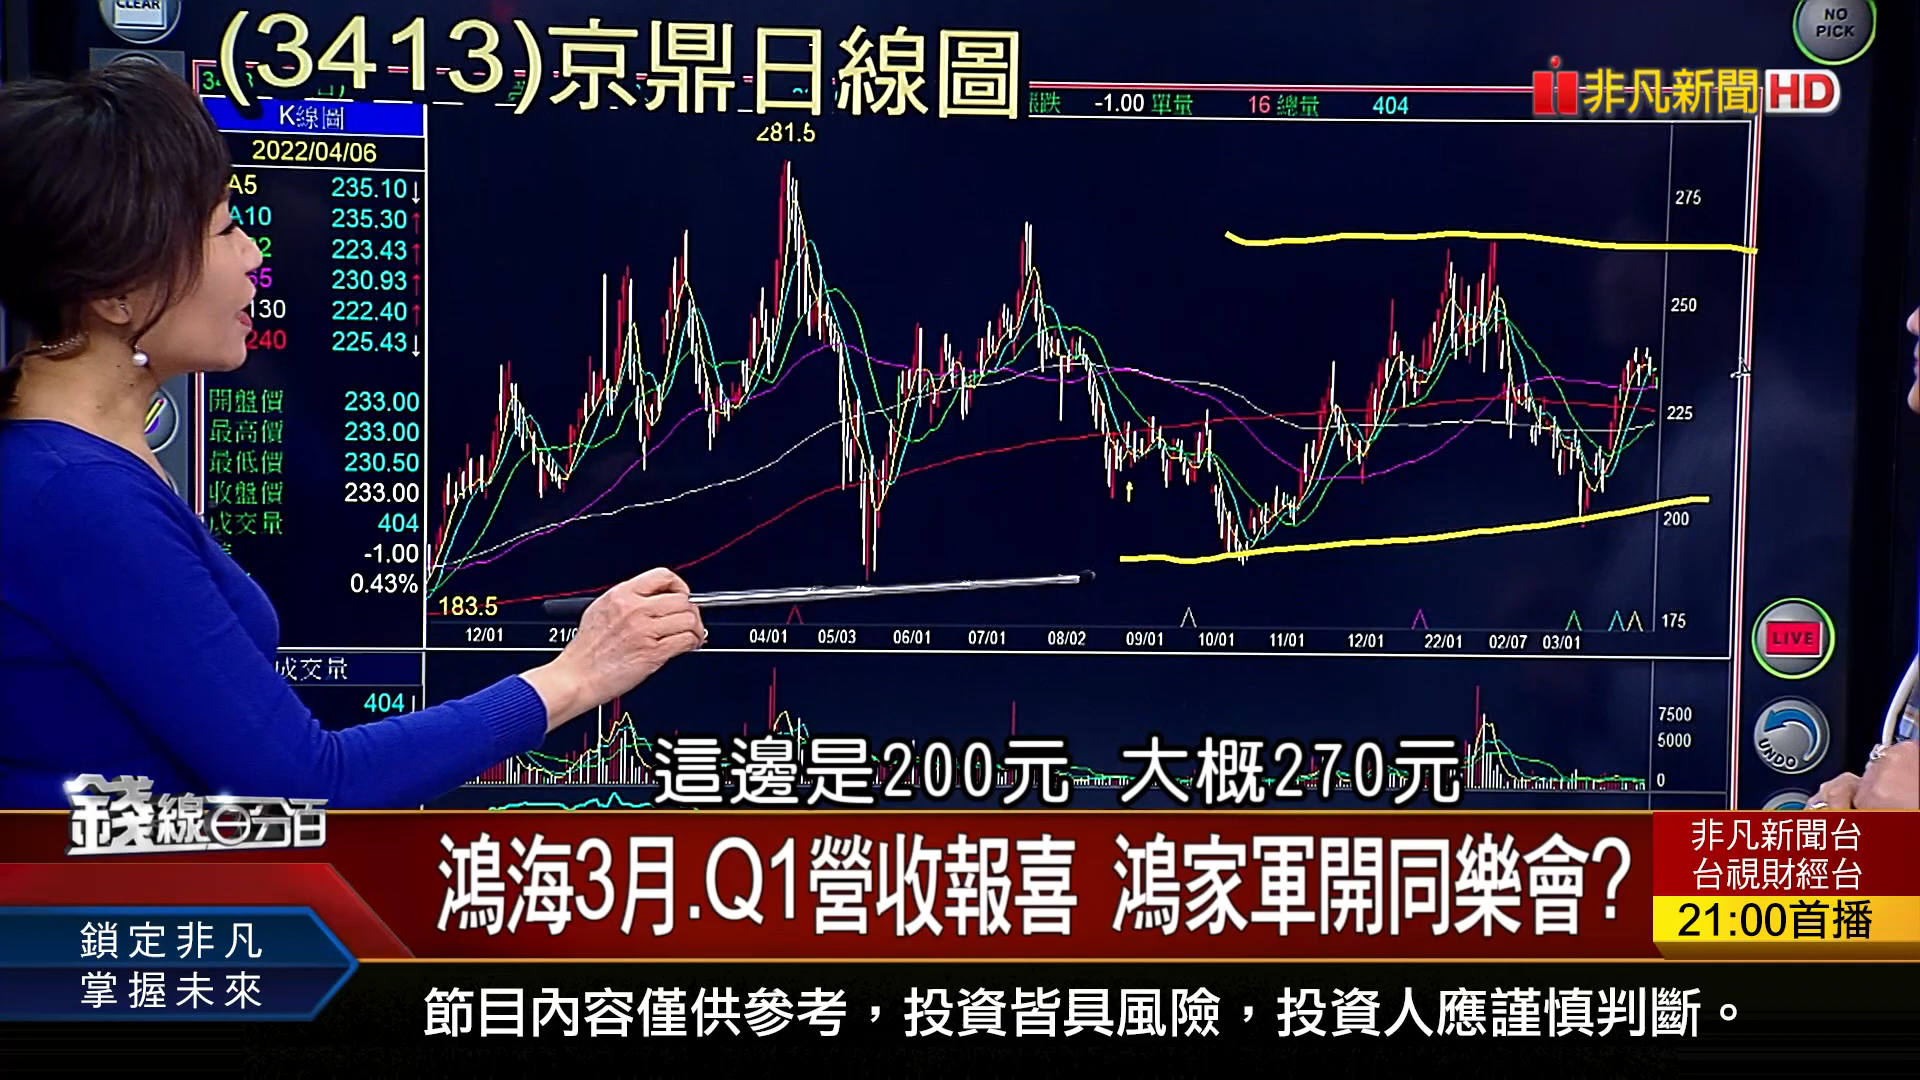 CLEAR
NO
PICK
(3413)京鼎日線圖
非凡新聞HD
漲跌 -1.00 單量 16 總量 404
K線圖
2022/04/06
A5 235.10↓
A10 235.30↑
223.43↑
230.93↑
130 222.40↑
240 225.43↓
開盤價 233.00
最高價 233.00
最低價 230.50
收盤價 233.00
成交量 404
-1.00
0.43%
281.5
183.5
275
250
225
200
175
12/01 04/01 05/03 06/01 07/01 08/02 09/01 10/01 11/01 12/01 22/01 02/07 03/01
成交量
404↓
7500
5000
0
LIVE
UNDO
這邊是200元 大概270元
錢線百分百
鴻海3月.Q1營收報喜 鴻家軍開同樂會?
非凡新聞台
台視財經台
21:00首播
鎖定非凡
掌握未來
節目內容僅供參考，投資皆具風險，投資人應謹慎判斷。